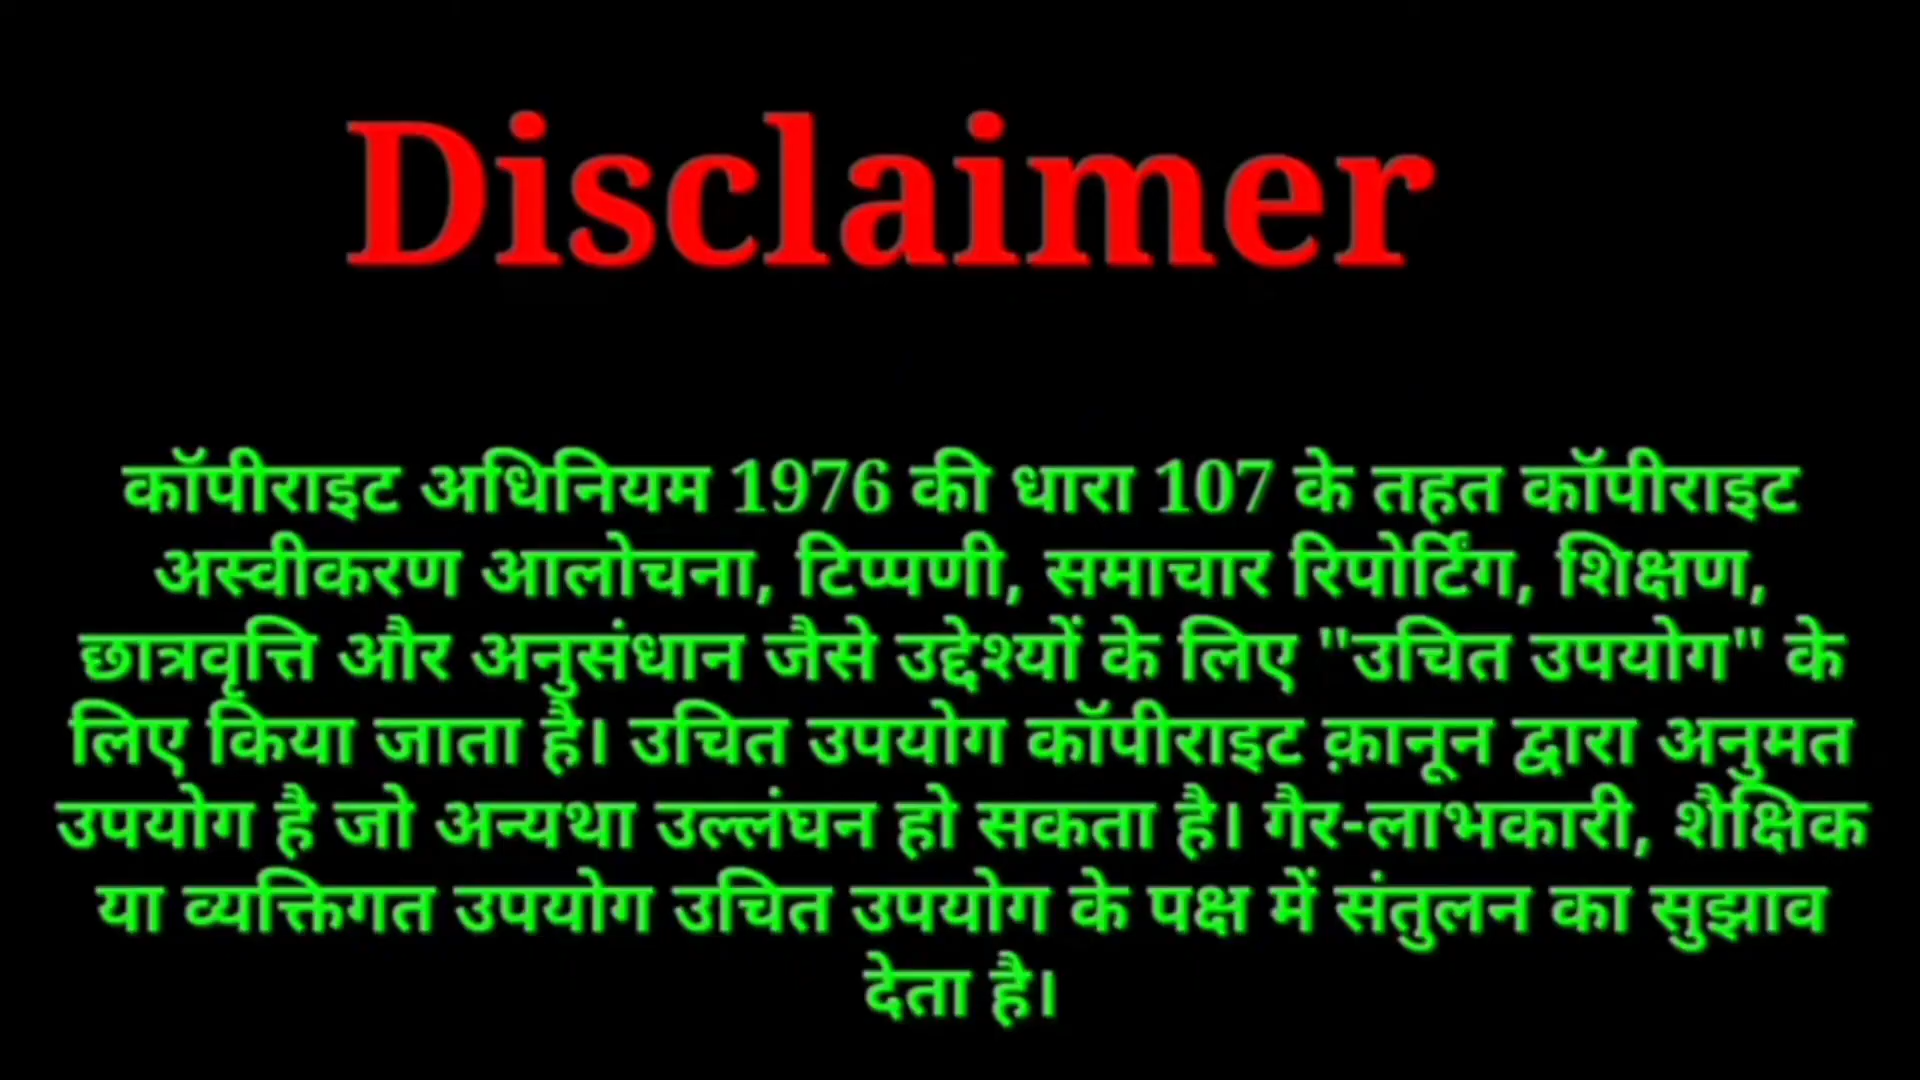 Disclaimer
कॉपीराइट अधिनियम 1976 की धारा 107 के तहत कॉपीराइट
अस्वीकरण आलोचना, टिप्पणी, समाचार रिपोर्टिंग, शिक्षण,
छात्रवृत्ति और अनुसंधान जैसे उद्देश्यों के लिए "उचित उपयोग" के
लिए किया जाता है। उचित उपयोग कॉपीराइट क़ानून द्वारा अनुमत
उपयोग है जो अन्यथा उल्लंघन हो सकता है। गैर-लाभकारी, शैक्षिक
या व्यक्तिगत उपयोग उचित उपयोग के पक्ष में संतुलन का सुझाव
देता है।